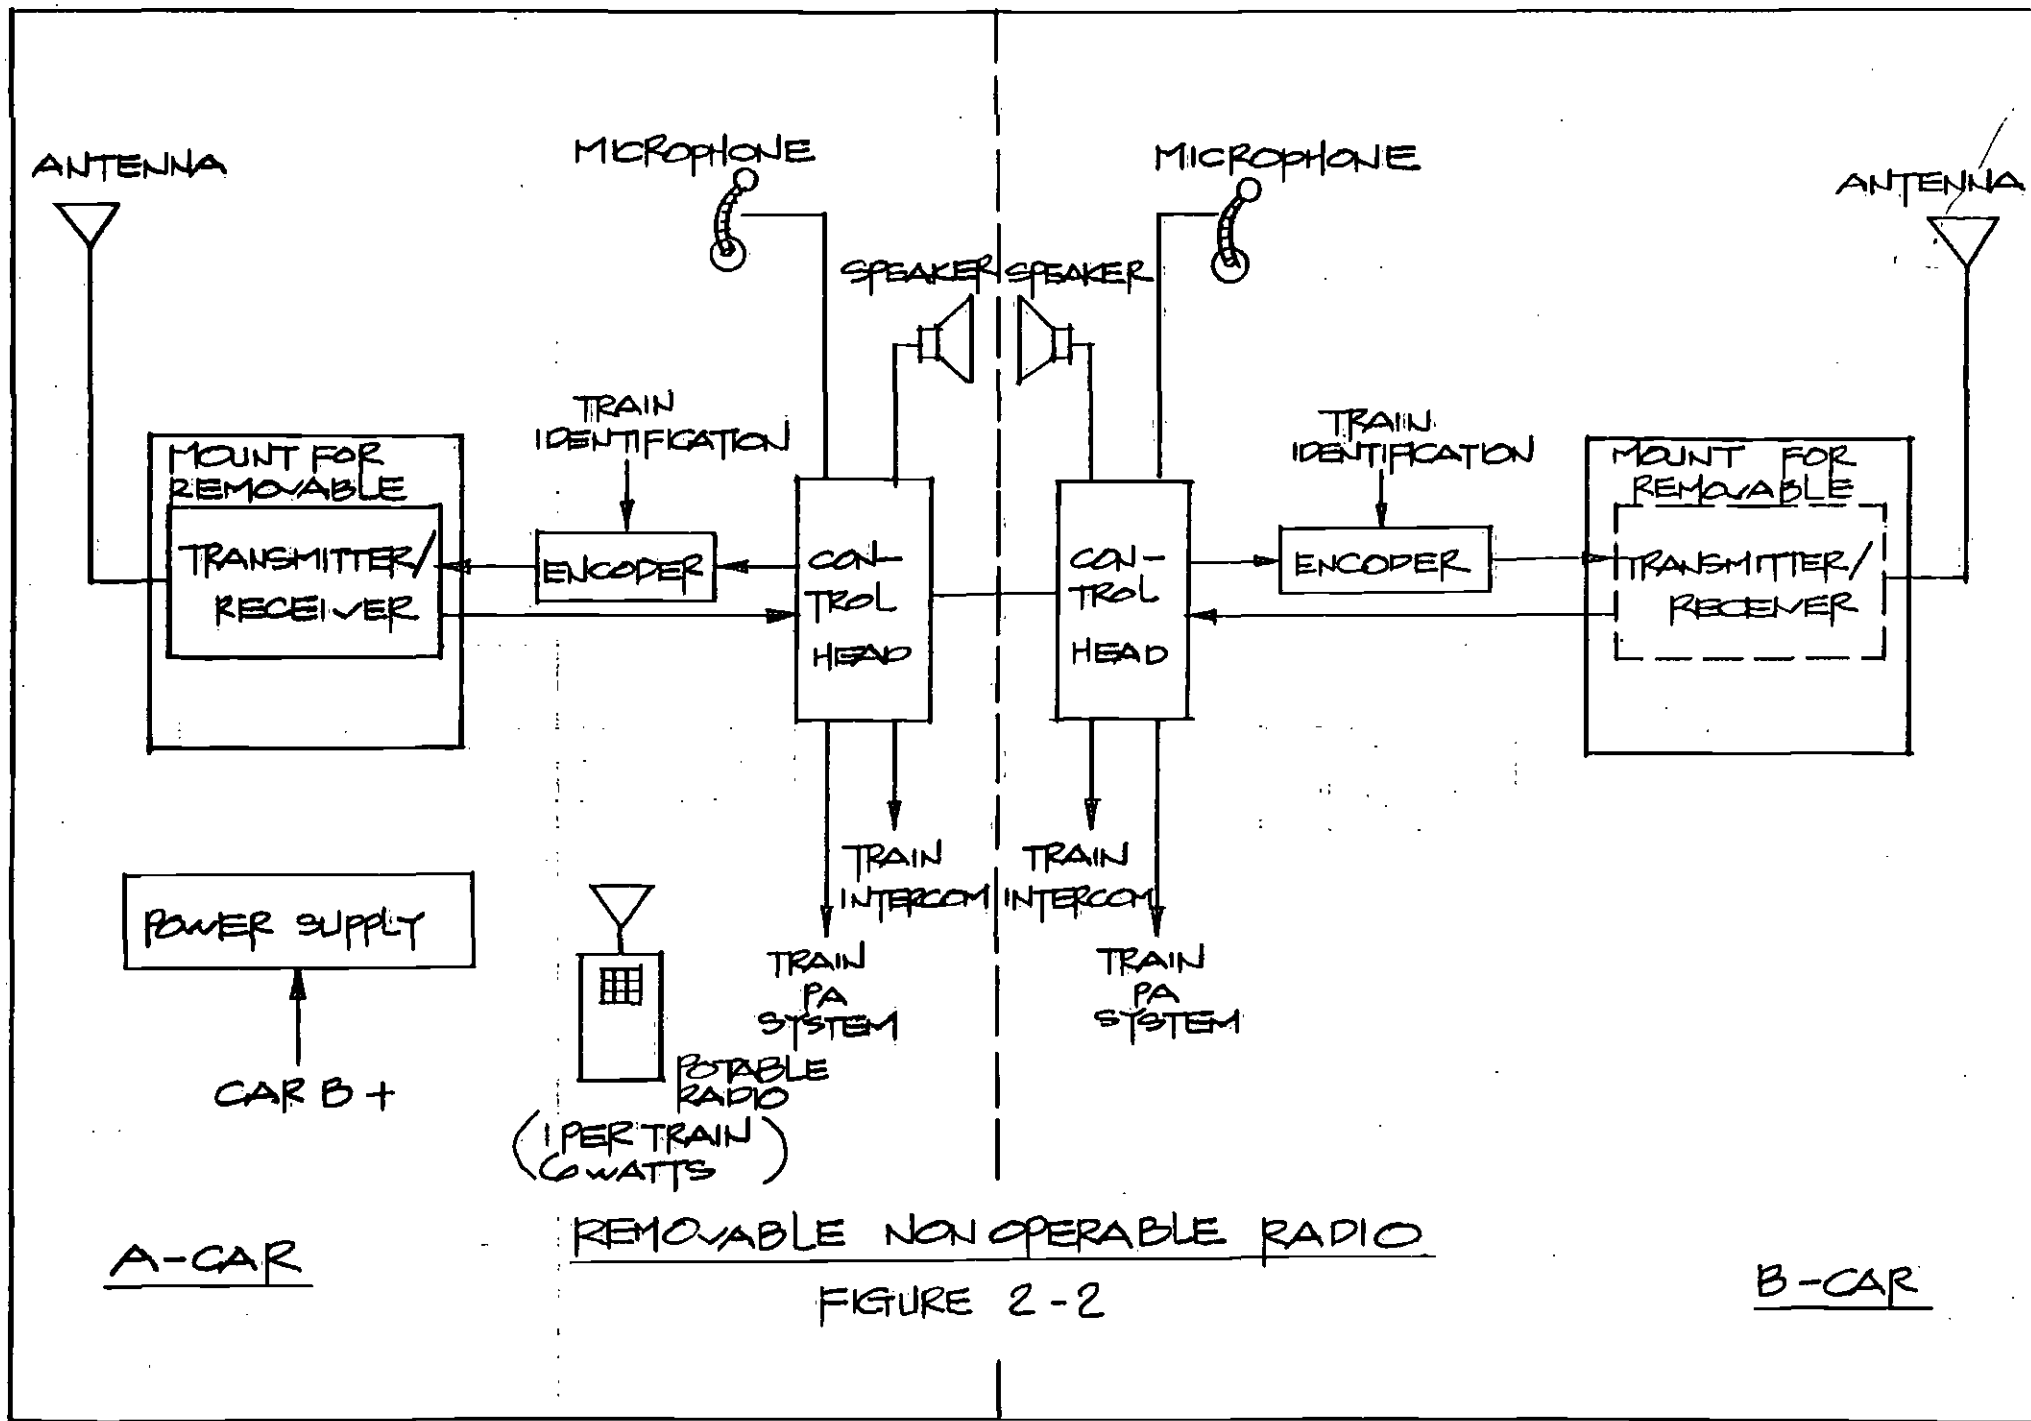 ANTENNA
MICROPHONE
SPEAKER
TRAIN
IDENTIFICATION
MOUNT FOR
REMOVABLE
TRANSMITTER/
RECEIVER
ENCODER
CON-
TROL
HEAD
TRAIN
INTERCOM
TRAIN
PA
SYSTEM
POWER SUPPLY
CAR B +
POTABLE
RADIO
(1 PER TRAIN
6 WATTS)
A-CAR
MICROPHONE
ANTENNA
SPEAKER
TRAIN
IDENTIFICATION
MOUNT FOR
REMOVABLE
CON-
TROL
HEAD
ENCODER
TRANSMITTER/
RECEIVER
TRAIN
INTERCOM
TRAIN
PA
SYSTEM
REMOVABLE NON OPERABLE RADIO
FIGURE 2-2
B-CAR